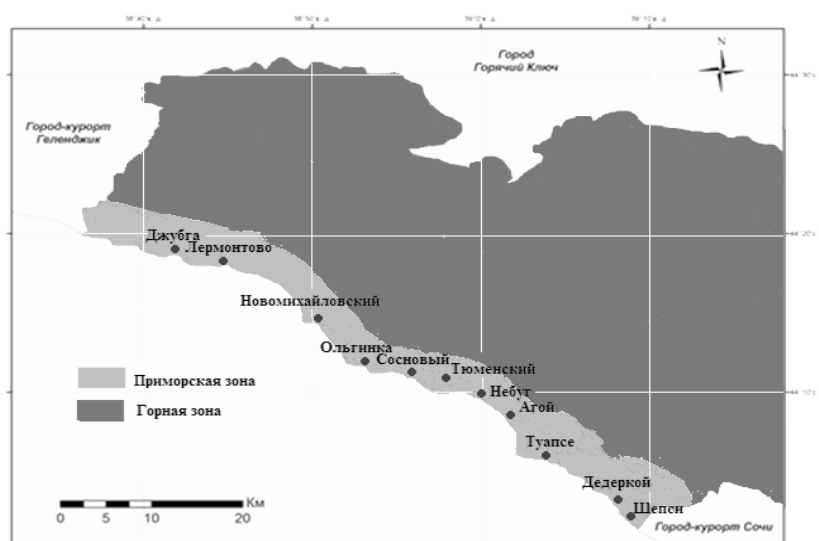 Город
Горячий Ключ
N
Город-курорт
Геленджик
Джубга
Лермонтово
Новомихайловский
Ольгинка
Сосновый
Тюменский
Небуг
Агой
Приморская зона
Горная зона
Туапсе
Дедеркой
Шепси
Км
0 5 10 20
Город-курорт Сочи